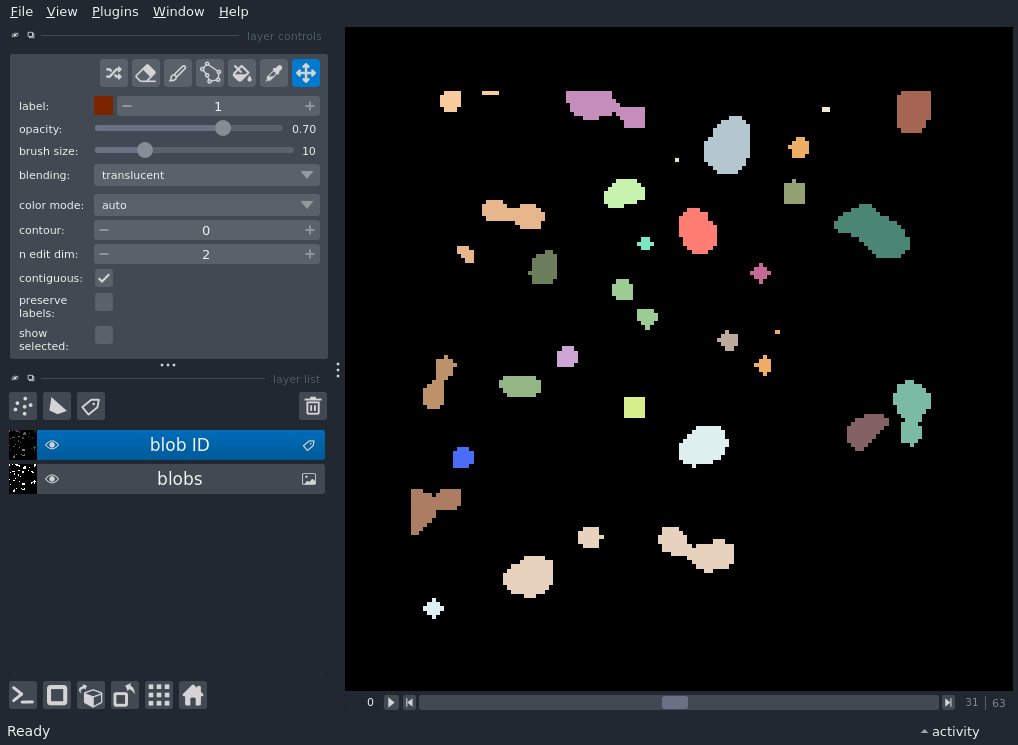 File View Plugins Window Help
layer controls
label: 1
opacity: 0.70
brush size: 10
blending: translucent
color mode: auto
contour: 0
n edit dim: 2
contiguous:
preserve
labels:
show
selected:
layer list
blob ID
blobs
0 31 | 63
Ready activity